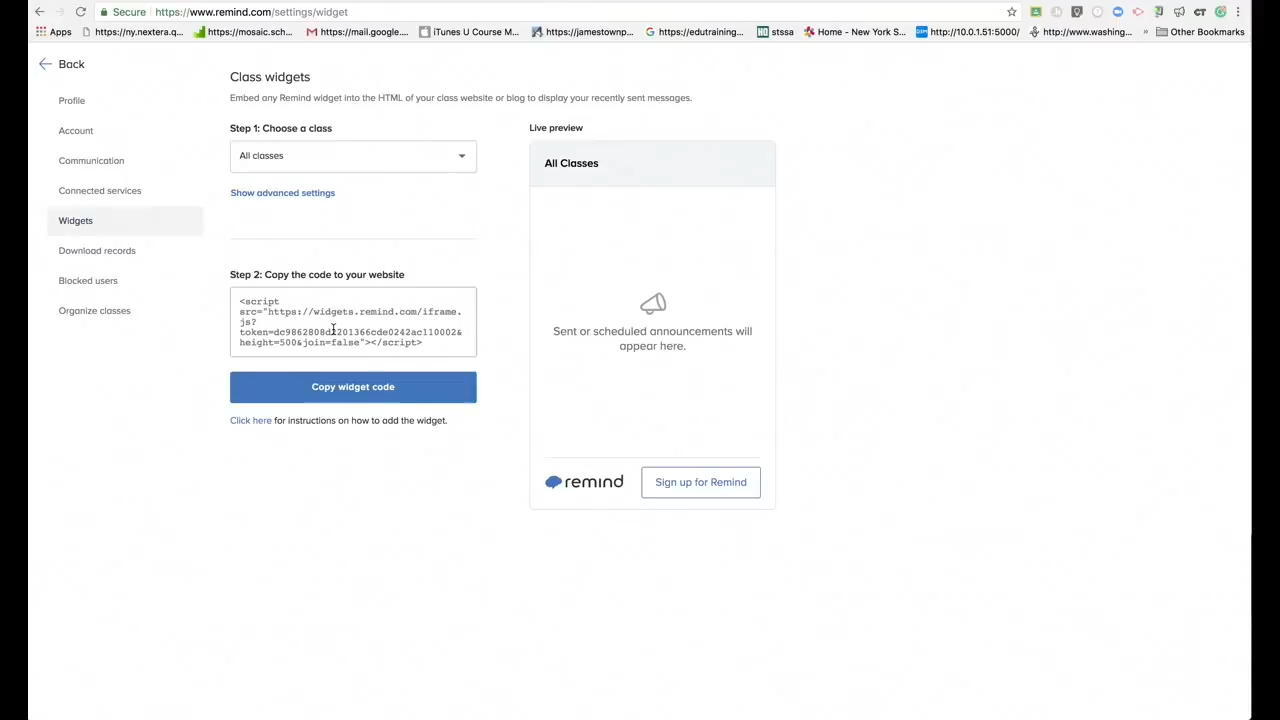 Secure https://www.remind.com/settings/widget
Apps https://ny.nextera.q... https://mosaic.sch... https://mail.google.... iTunes U Course M... https://jamestownp... https://edutraining... stssa Home - New York S... http://10.0.1.51:5000/ http://www.washing... » Other Bookmarks
Back
Profile
Account
Communication
Connected services
Widgets
Download records
Blocked users
Organize classes
Class widgets
Embed any Remind widget into the HTML of your class website or blog to display your recently sent messages.
Step 1: Choose a class
All classes
Show advanced settings
Step 2: Copy the code to your website
<script
src="https://widgets.remind.com/iframe.
js?
height=500&join=false"></script>
Copy widget code
Click here for instructions on how to add the widget.
Live preview
All Classes
Sent or scheduled announcements will
appear here.
remind
Sign up for Remind